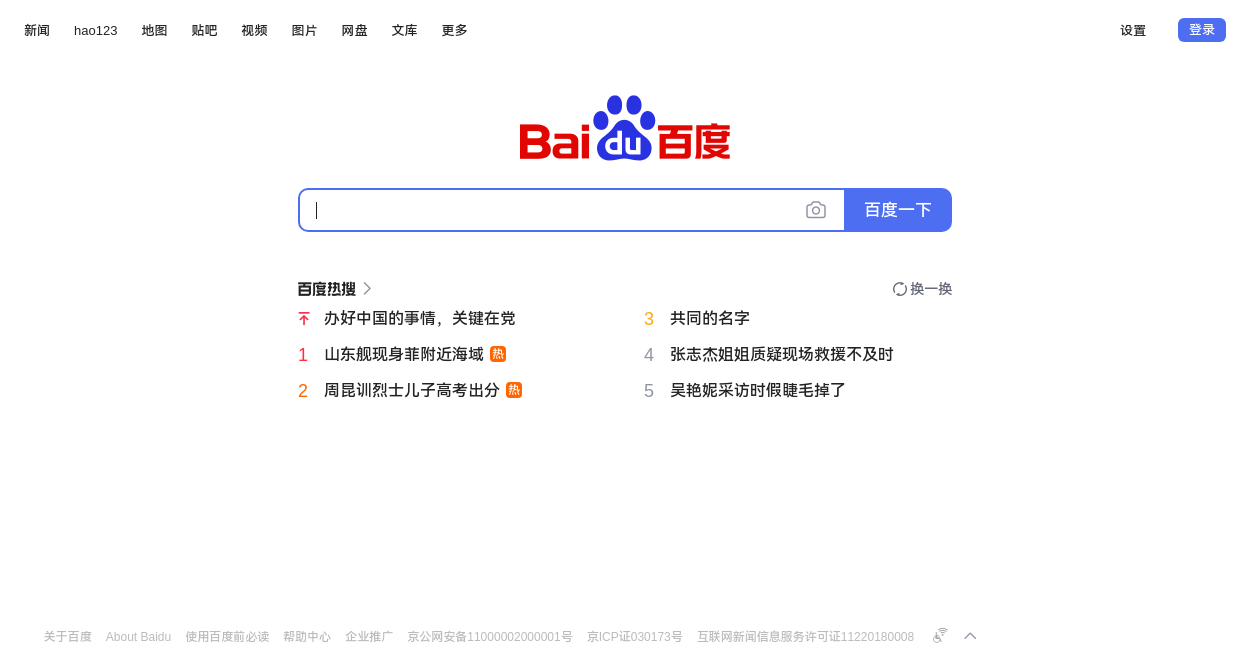 新闻 hao123 地图 贴吧 视频 图片 网盘 文库 更多 设置 登录
Bai du 百度
百度一下
百度热搜 换一换
办好中国的事情，关键在党
3 共同的名字
1 山东舰现身菲附近海域 热
4 张志杰姐姐质疑现场救援不及时
2 周昆训烈士儿子高考出分 热
5 吴艳妮采访时假睫毛掉了
关于百度 About Baidu 使用百度前必读 帮助中心 企业推广 京公网安备11000002000001号 京ICP证030173号 互联网新闻信息服务许可证11220180008